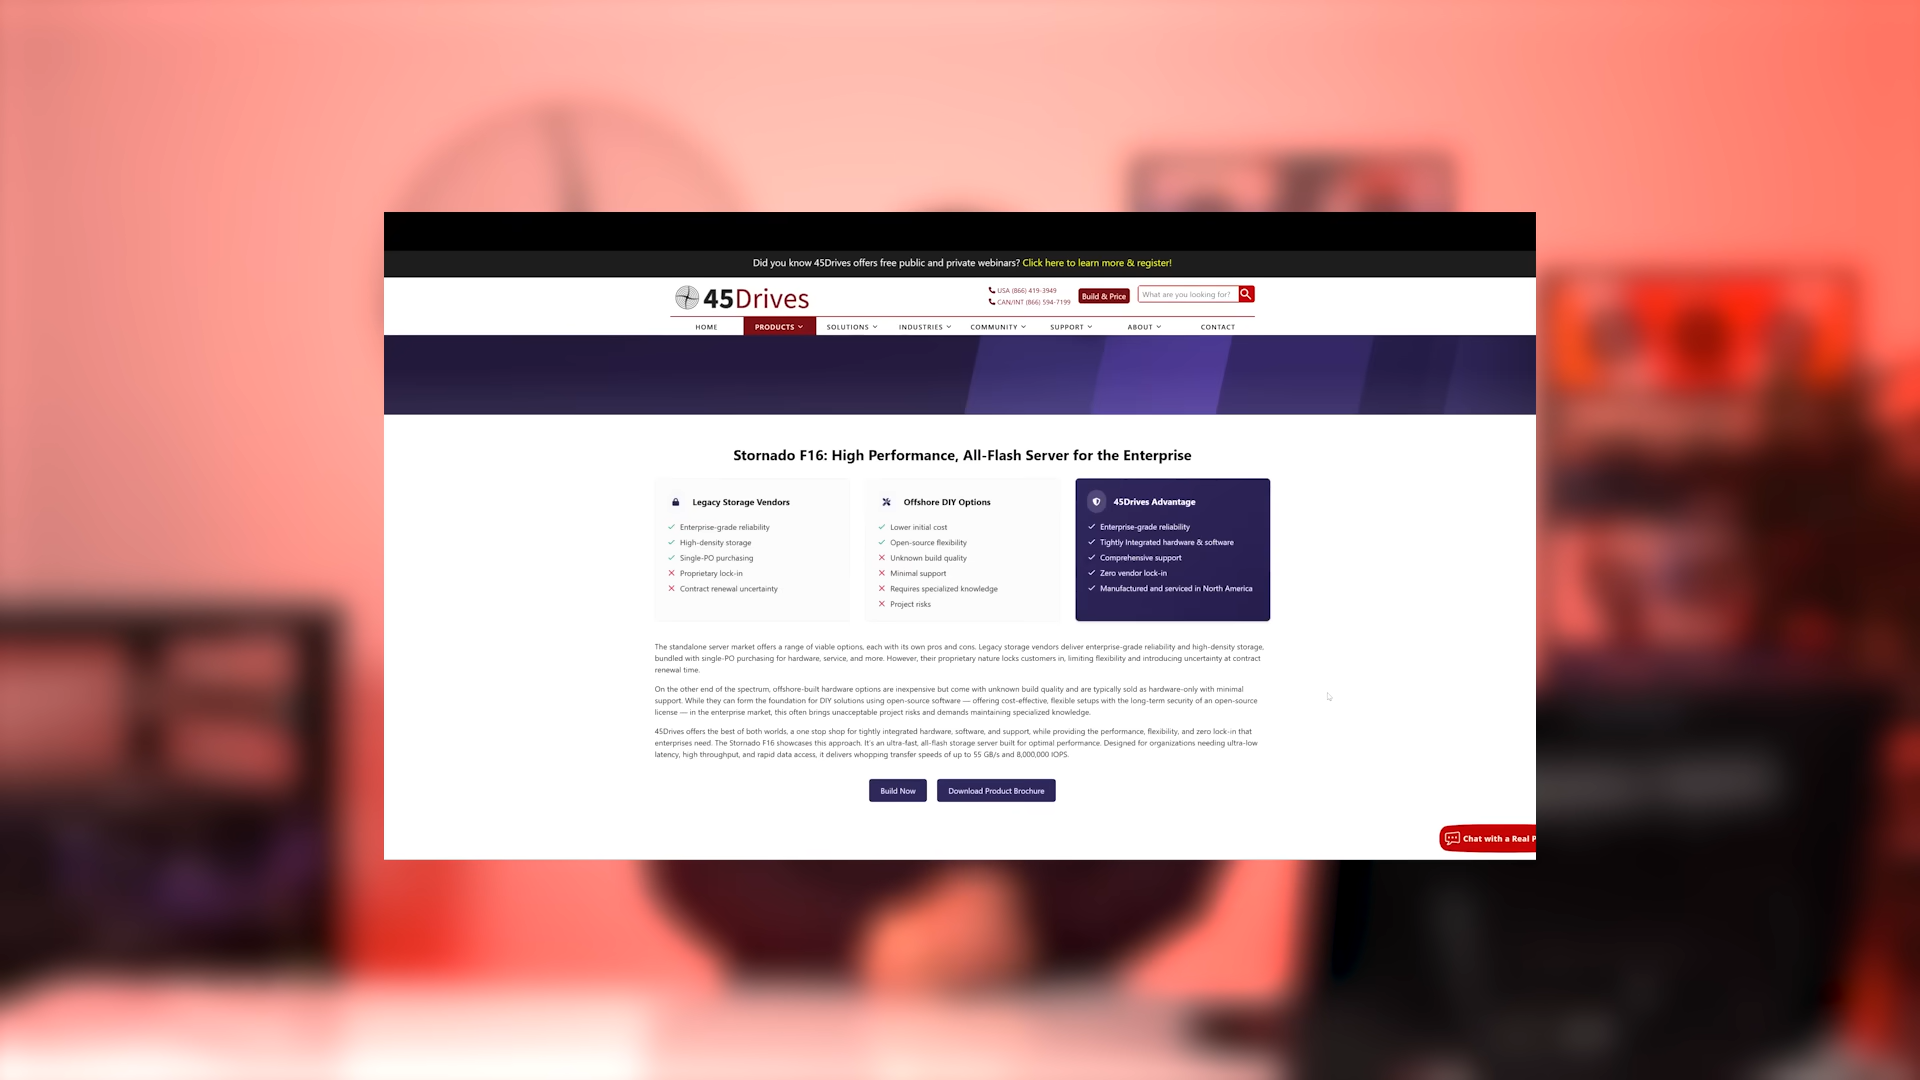 Did you know 45Drives offers free public and private webinars? Click here to learn more & register!
45Drives
USA (866) 419-3949
CAN/INT (866) 594-7199
Build & Price
What are you looking for?
HOME
PRODUCTS
SOLUTIONS
INDUSTRIES
COMMUNITY
SUPPORT
ABOUT
CONTACT
Stornado F16: High Performance, All-Flash Server for the Enterprise
Legacy Storage Vendors
Enterprise-grade reliability
High-density storage
Single-PO purchasing
Proprietary lock-in
Contract renewal uncertainty
Offshore DIY Options
Lower initial cost
Open-source flexibility
Unknown build quality
Minimal support
Requires specialized knowledge
Project risks
45Drives Advantage
Enterprise-grade reliability
Tightly Integrated hardware & software
Comprehensive support
Zero vendor lock-in
Manufactured and serviced in North America
The standalone server market offers a range of viable options, each with its own pros and cons. Legacy storage vendors deliver enterprise-grade reliability and high-density storage,
bundled with single-PO purchasing for hardware, service, and more. However, their proprietary nature locks customers in, limiting flexibility and introducing uncertainty at contract
renewal time.
On the other end of the spectrum, offshore-built hardware options are inexpensive but come with unknown build quality and are typically sold as hardware-only with minimal
support. While they can form the foundation for DIY solutions using open-source software — offering cost-effective, flexible setups with the long-term security of an open-source
license — in the enterprise market, this often brings unacceptable project risks and demands maintaining specialized knowledge.
45Drives offers the best of both worlds, a one stop shop for tightly integrated hardware, software, and support, while providing the performance, flexibility, and zero lock-in that
enterprises need. The Stornado F16 showcases this approach. It's an ultra-fast, all-flash storage server built for optimal performance. Designed for organizations needing ultra-low
latency, high throughput, and rapid data access, it delivers whopping transfer speeds of up to 55 GB/s and 8,000,000 IOPS.
Build Now
Download Product Brochure
Chat with a Real P